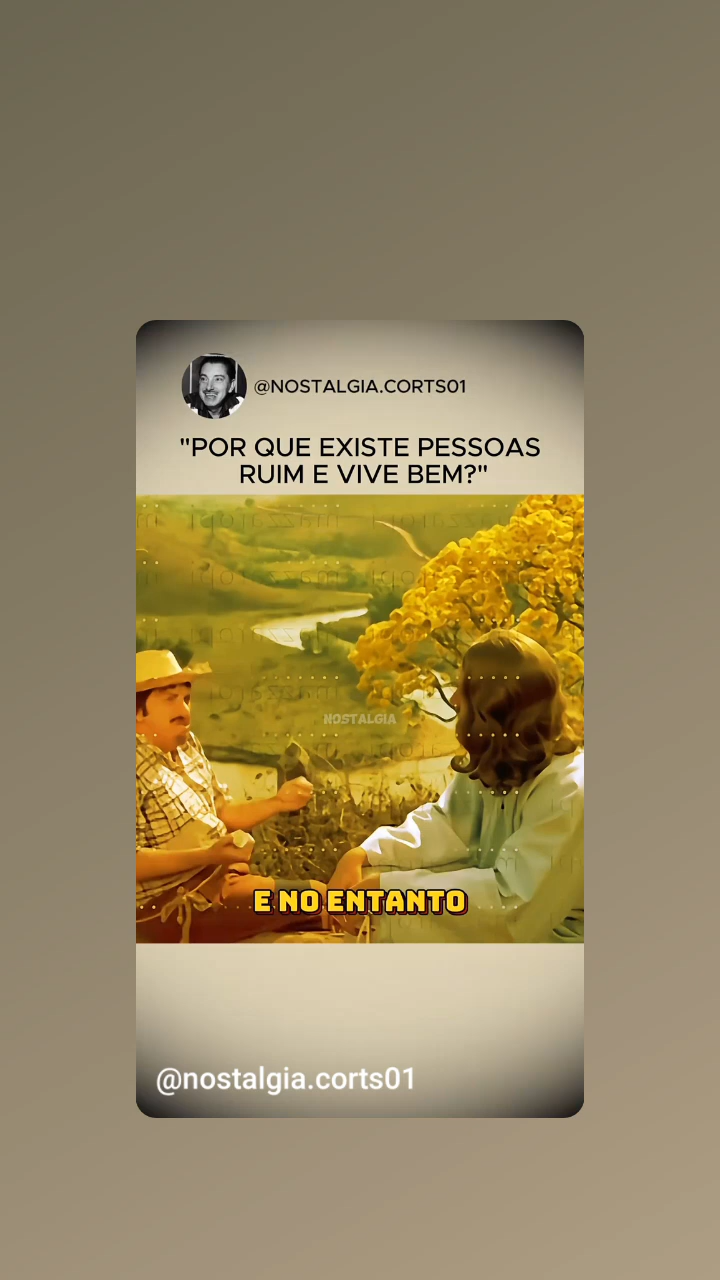 @NOSTALGIA.CORTS01
"POR QUE EXISTE PESSOAS
RUIM E VIVE BEM?"
NOSTALGIA
E NO ENTANTO
@nostalgia.corts01